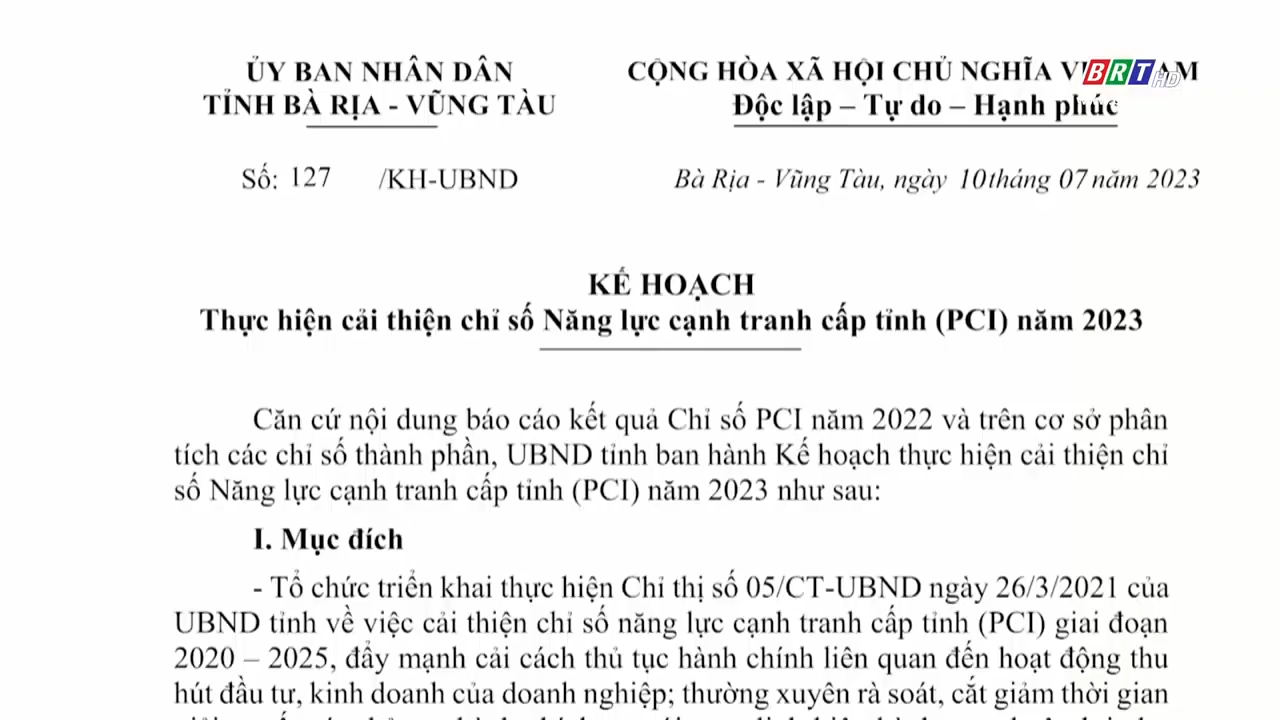 ỦY BAN NHÂN DÂN
TỈNH BÀ RỊA - VŨNG TÀU
CỘNG HÒA XÃ HỘI CHỦ NGHĨA VIỆT NAM
BRT HD
Độc lập – Tự do – Hạnh phúc
Số: 127 /KH-UBND
Bà Rịa - Vũng Tàu, ngày 10 tháng 07 năm 2023
KẾ HOẠCH
Thực hiện cải thiện chỉ số Năng lực cạnh tranh cấp tỉnh (PCI) năm 2023
Căn cứ nội dung báo cáo kết quả Chỉ số PCI năm 2022 và trên cơ sở phân
tích các chỉ số thành phần, UBND tỉnh ban hành Kế hoạch thực hiện cải thiện chỉ
số Năng lực cạnh tranh cấp tỉnh (PCI) năm 2023 như sau:
I. Mục đích
- Tổ chức triển khai thực hiện Chỉ thị số 05/CT-UBND ngày 26/3/2021 của
UBND tỉnh về việc cải thiện chỉ số năng lực cạnh tranh cấp tỉnh (PCI) giai đoạn
2020 – 2025, đẩy mạnh cải cách thủ tục hành chính liên quan đến hoạt động thu
hút đầu tư, kinh doanh của doanh nghiệp; thường xuyên rà soát, cắt giảm thời gian